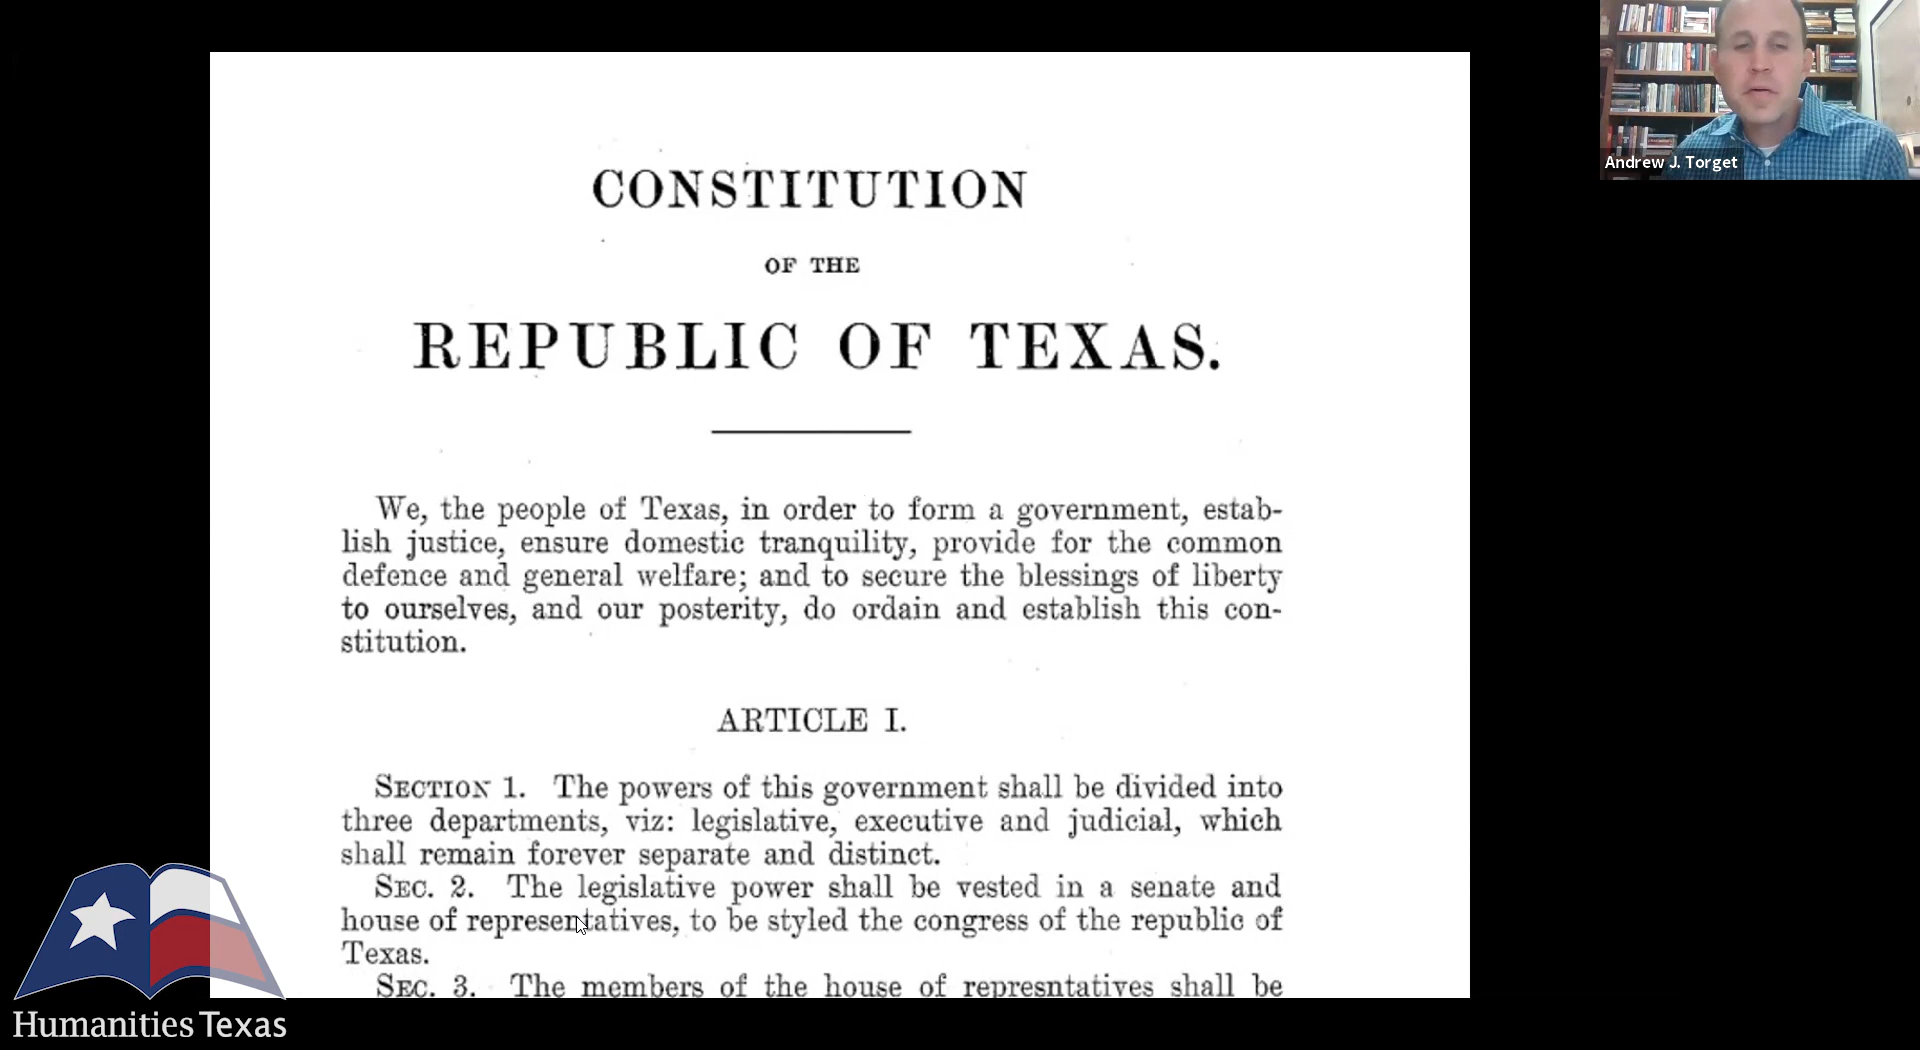 CONSTITUTION
OF THE
REPUBLIC OF TEXAS.
We, the people of Texas, in order to form a government, estab-
lish justice, ensure domestic tranquility, provide for the common
defence and general welfare; and to secure the blessings of liberty
to ourselves, and our posterity, do ordain and establish this con-
stitution.
ARTICLE I.
SECTION 1. The powers of this government shall be divided into
three departments, viz: legislative, executive and judicial, which
shall remain forever separate and distinct.
SEC. 2. The legislative power shall be vested in a senate and
house of representatives, to be styled the congress of the republic of
Texas.
SEC. 3. The members of the house of represntatives shall be
Andrew J. Torget
Humanities Texas